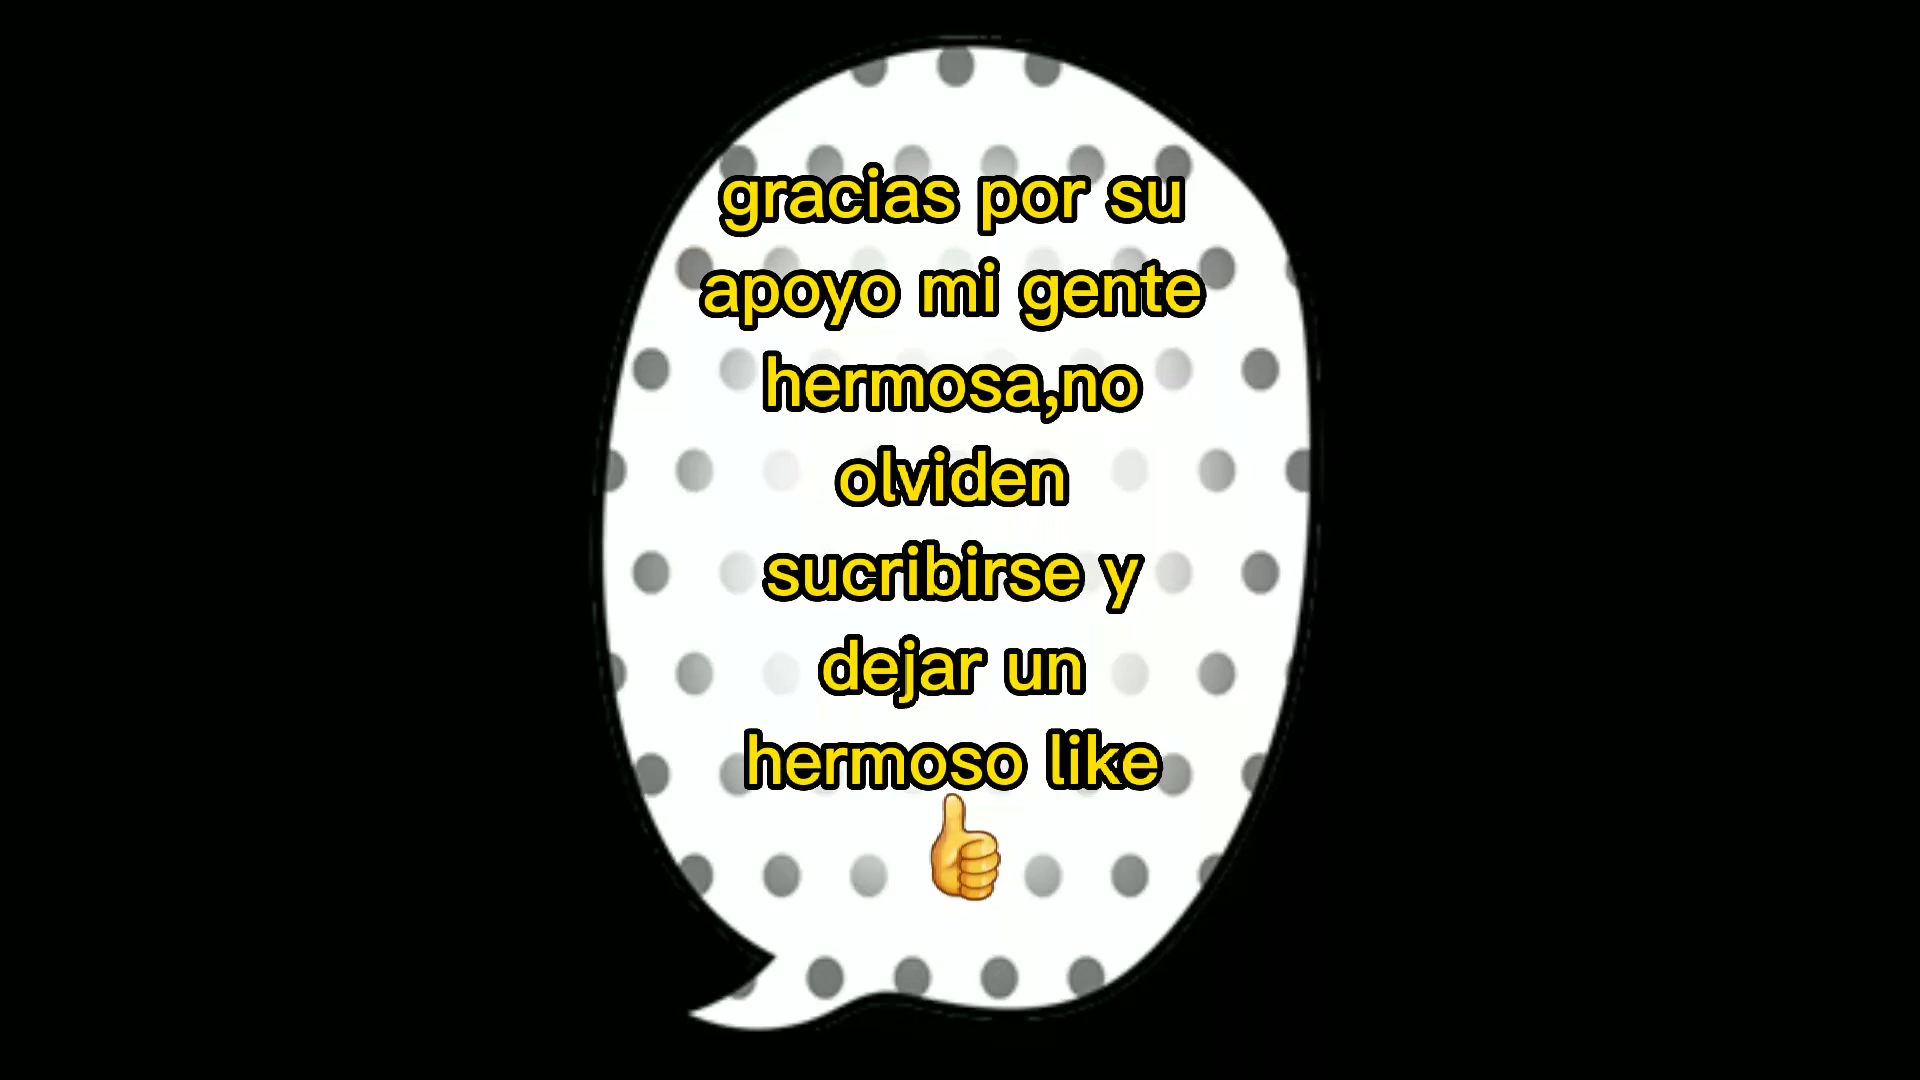 gracias por su
apoyo mi gente
hermosa,no
olviden
sucribirse y
dejar un
hermoso like
👍